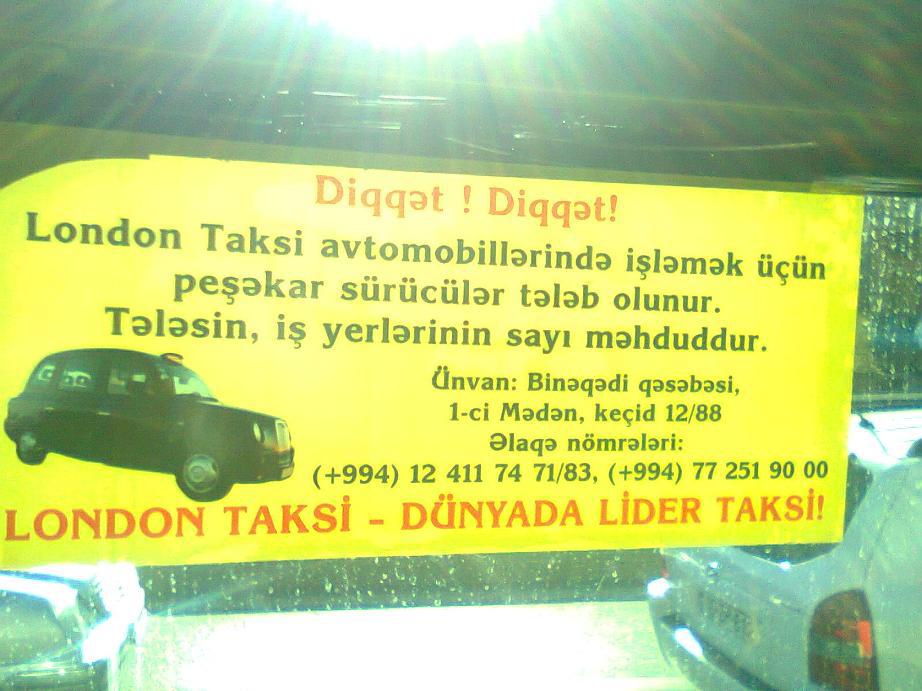 Diqqət ! Diqqət!
London Taksi avtomobillərində işləmək üçün
peşəkar sürücülər tələb olunur.
Tələsin, iş yerlərinin sayı məhduddur.
Ünvan: Binəqədi qəsəbəsi,
1-ci Mədən, keçid 12/88
Əlaqə nömrələri:
(+994) 12 411 74 71/83, (+994) 77 251 90 00
LONDON TAKSİ - DÜNYADA LİDER TAKSİ!